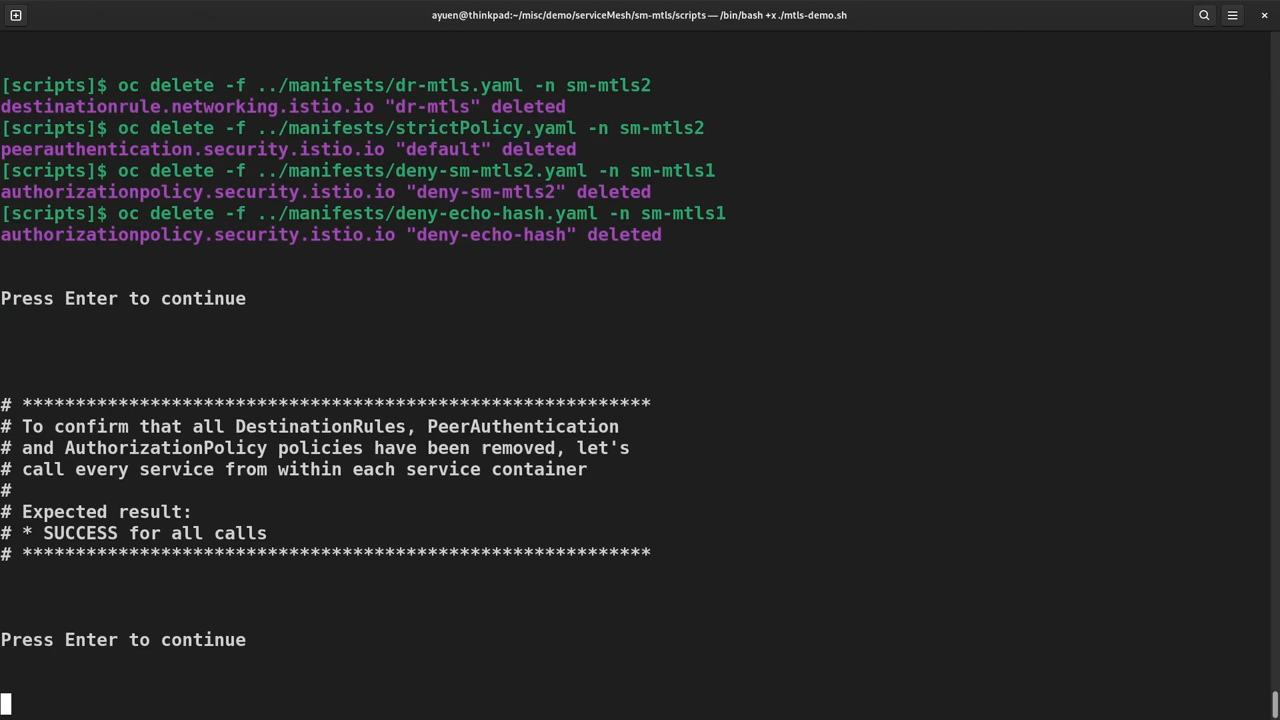 ayuen@thinkpad:~/misc/demo/serviceMesh/sm-mtls/scripts — /bin/bash +x ./mtls-demo.sh
[scripts]$ oc delete -f ../manifests/dr-mtls.yaml -n sm-mtls2
destinationrule.networking.istio.io "dr-mtls" deleted
[scripts]$ oc delete -f ../manifests/strictPolicy.yaml -n sm-mtls2
peerauthentication.security.istio.io "default" deleted
[scripts]$ oc delete -f ../manifests/deny-sm-mtls2.yaml -n sm-mtls1
authorizationpolicy.security.istio.io "deny-sm-mtls2" deleted
[scripts]$ oc delete -f ../manifests/deny-echo-hash.yaml -n sm-mtls1
authorizationpolicy.security.istio.io "deny-echo-hash" deleted
Press Enter to continue
# ***********************************************************
# To confirm that all DestinationRules, PeerAuthentication
# and AuthorizationPolicy policies have been removed, let's
# call every service from within each service container
#
# Expected result:
# * SUCCESS for all calls
# ***********************************************************
Press Enter to continue